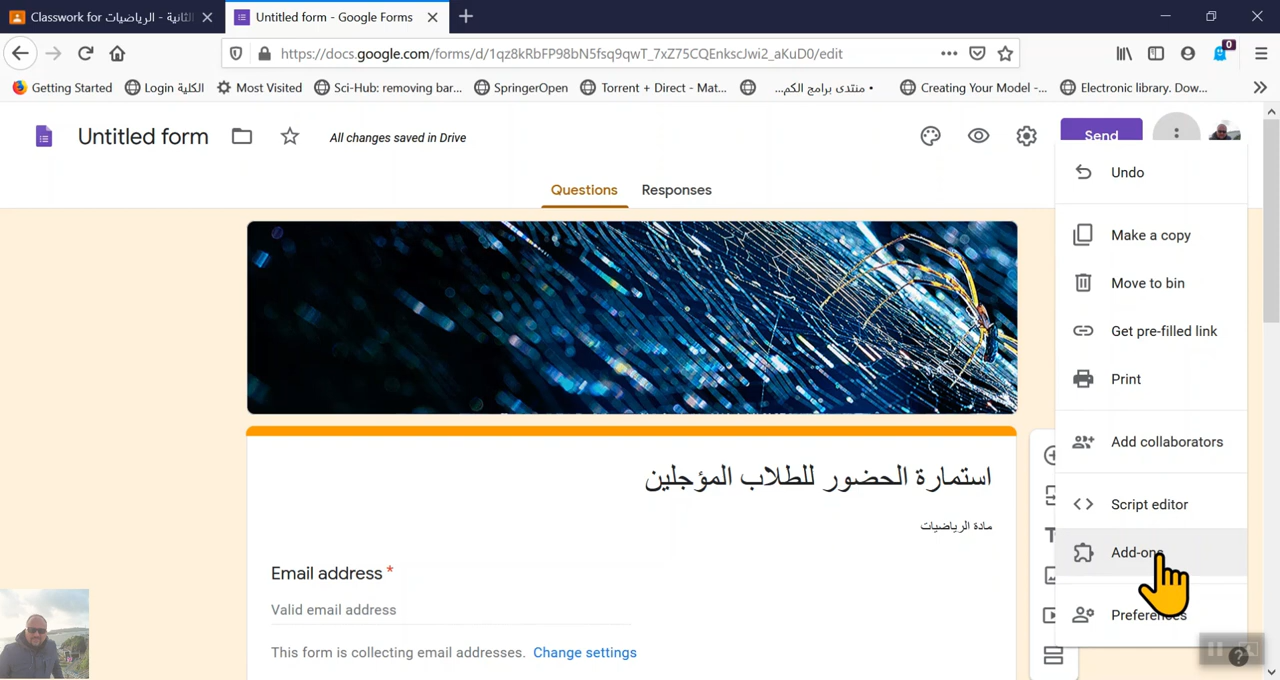 Classwork for الثانية - الرياضيات
Untitled form - Google Forms
https://docs.google.com/forms/d/1qz8kRbFP98bN5fsq9qwT_7xZ75CQEnkscJwi2_aKuD0/edit
0
Getting Started
Login الكلية
Most Visited
Sci-Hub: removing bar...
SpringerOpen
Torrent + Direct - Mat...
منتدى برامج الكم...
Creating Your Model -...
Electronic library. Dow...
Untitled form
All changes saved in Drive
Send
Questions
Responses
Undo
Make a copy
Move to bin
Get pre-filled link
Print
Add collaborators
Script editor
Add-ons
Preferences
استمارة الحضور للطلاب المؤجلين
مادة الرياضيات
Email address *
Valid email address
This form is collecting email addresses. Change settings